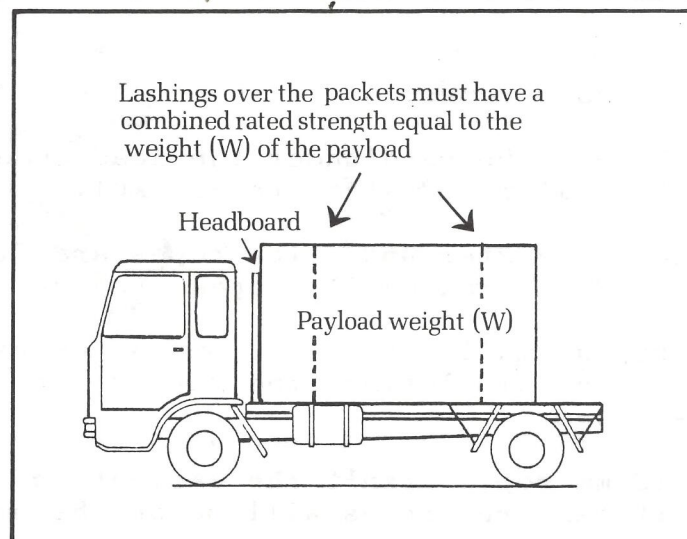 Lashings over the packets must have a
combined rated strength equal to the
weight (W) of the payload
Headboard
Payload weight (W)